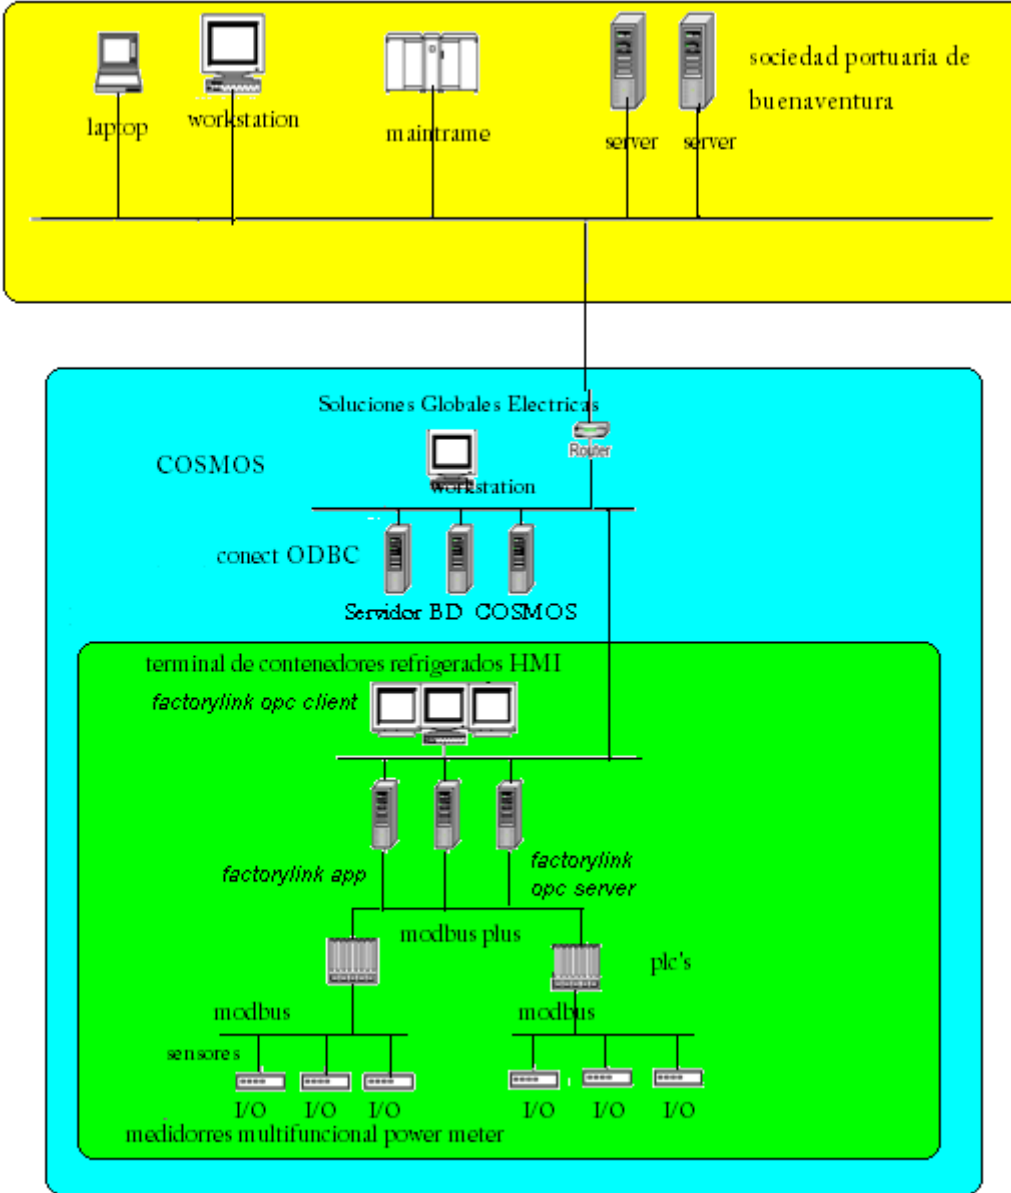 sociedad portuaria de
buenaventura
laptop
workstation
maintrame
server
server
Soluciones Globales Electricas
Router
COSMOS
workstation
conect ODBC
Servidor BD COSMOS
terminal de contenedores refrigerados HMI
factorylink opc client
factorylink app
factorylink
opc server
modbus plus
plc's
modbus
modbus
sensores
I/O I/O I/O
I/O I/O I/O
medidorres multifuncional power meter